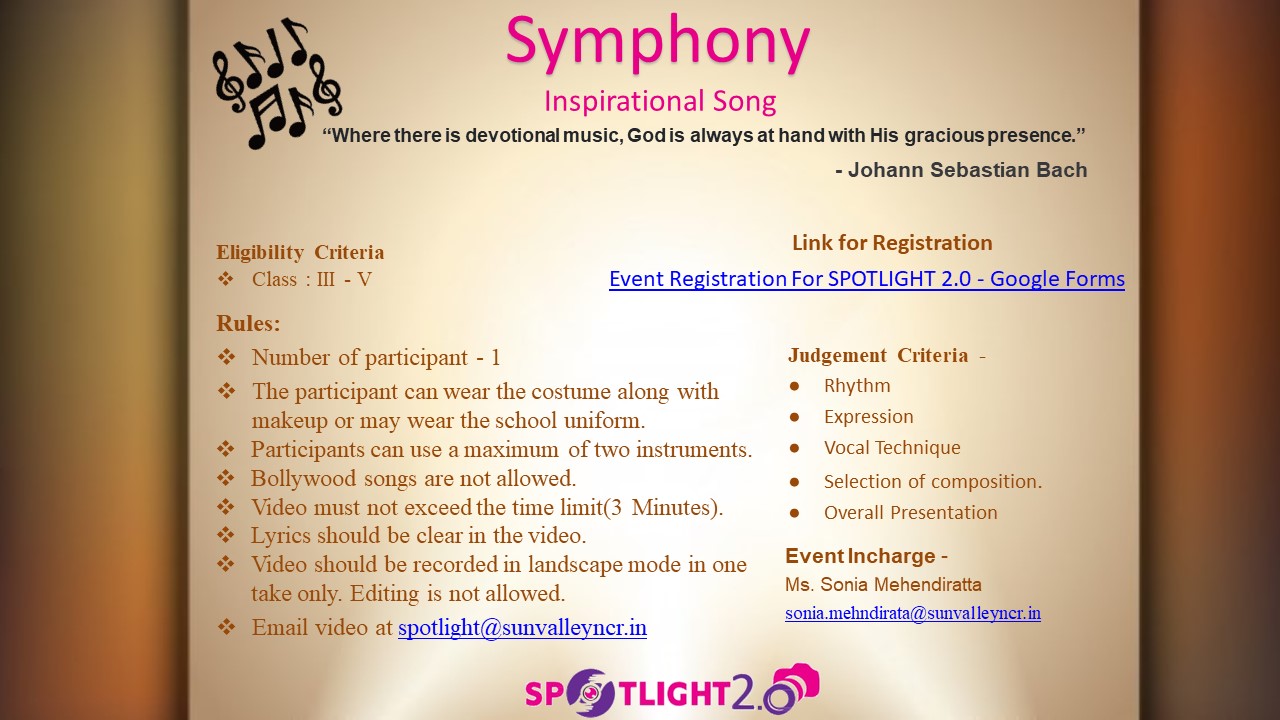 Symphony
Inspirational Song
“Where there is devotional music, God is always at hand with His gracious presence.”
- Johann Sebastian Bach
Eligibility Criteria
❖ Class : III - V
Rules:
❖ Number of participant - 1
❖ The participant can wear the costume along with
makeup or may wear the school uniform.
❖ Participants can use a maximum of two instruments.
❖ Bollywood songs are not allowed.
❖ Video must not exceed the time limit(3 Minutes).
❖ Lyrics should be clear in the video.
❖ Video should be recorded in landscape mode in one
take only. Editing is not allowed.
❖ Email video at spotlight@sunvalleyncr.in
Link for Registration
Event Registration For SPOTLIGHT 2.0 - Google Forms
Judgement Criteria -
● Rhythm
● Expression
● Vocal Technique
● Selection of composition.
● Overall Presentation
Event Incharge -
Ms. Sonia Mehendiratta
sonia.mehndirata@sunvalleyncr.in
SPOTLIGHT 2.0